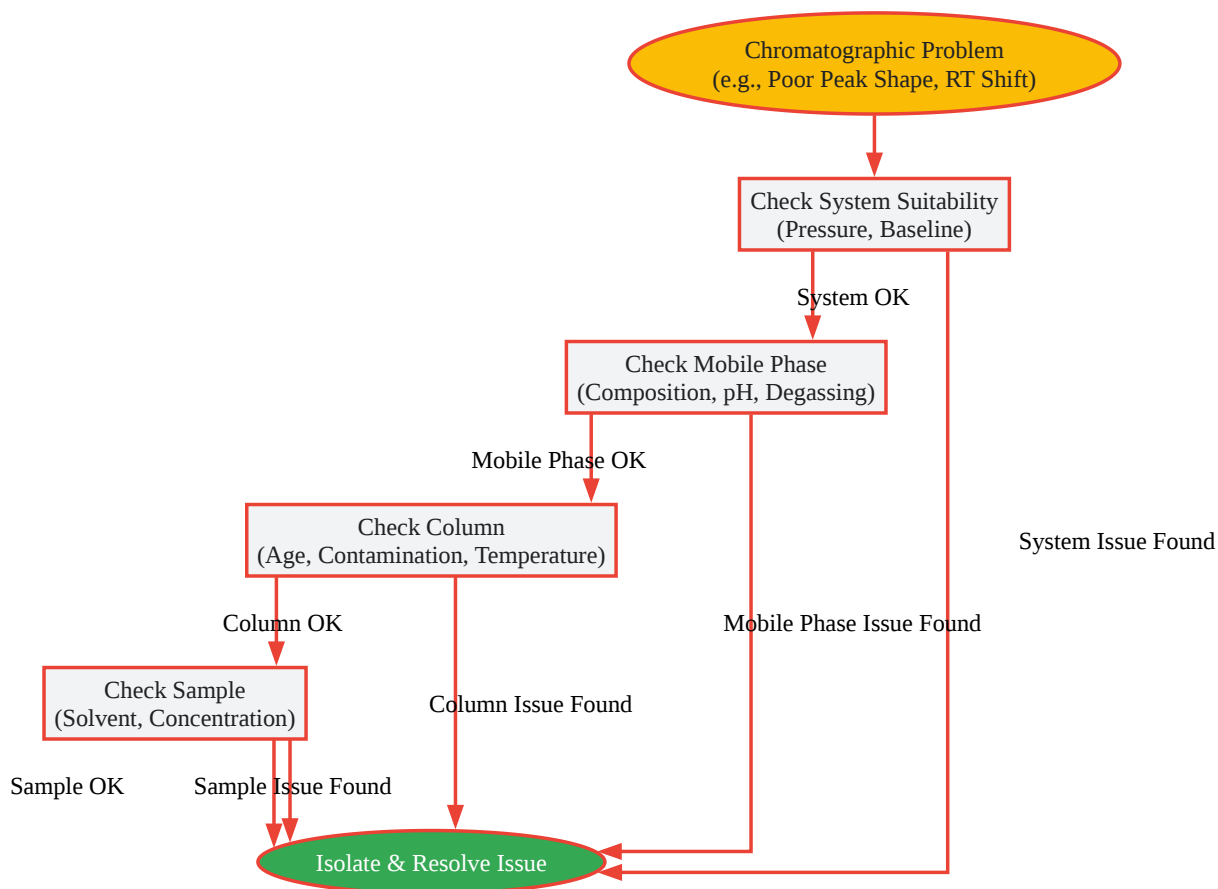 Chromatographic Problem
(e.g., Poor Peak Shape, RT Shift)
Check System Suitability
(Pressure, Baseline)
System OK
Check Mobile Phase
(Composition, pH, Degassing)
Mobile Phase OK
Check Column
(Age, Contamination, Temperature)
System Issue Found
Column OK
Mobile Phase Issue Found
Check Sample
(Solvent, Concentration)
Column Issue Found
Sample OK
Sample Issue Found
Isolate & Resolve Issue